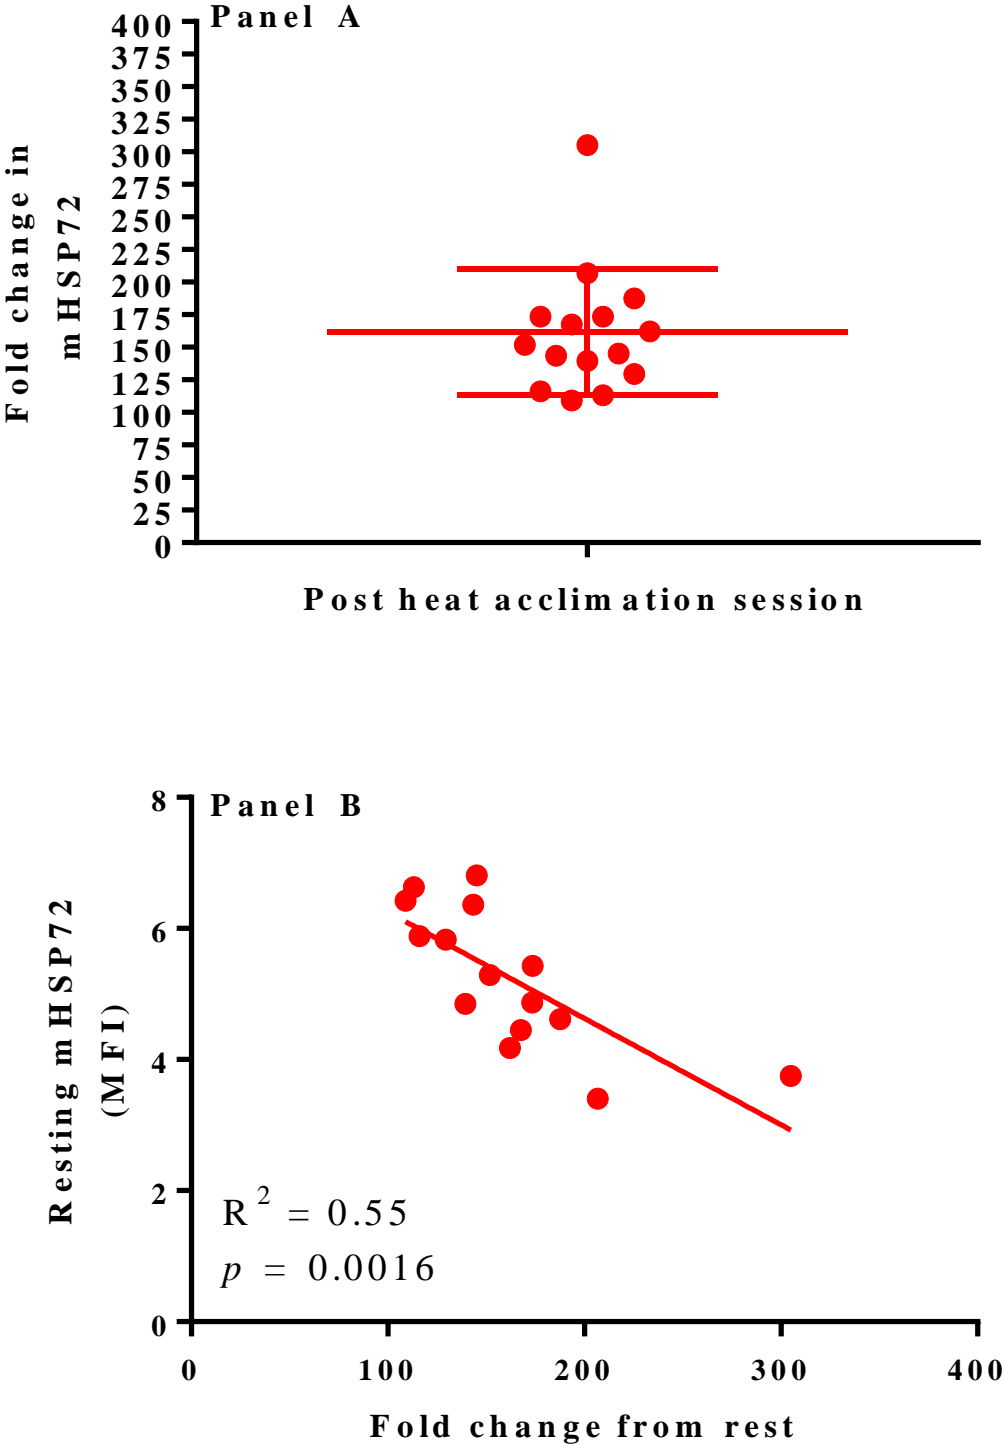 Panel A
400
375
350
325
300
275
250
225
200
175
150
125
100
75
50
25
0
Fold change in
mHSP72
Post heat acclimation session
Panel B
8
6
4
2
0
Resting mHSP72
(MFI)
R² = 0.55
p = 0.0016
0 100 200 300 400
Fold change from rest